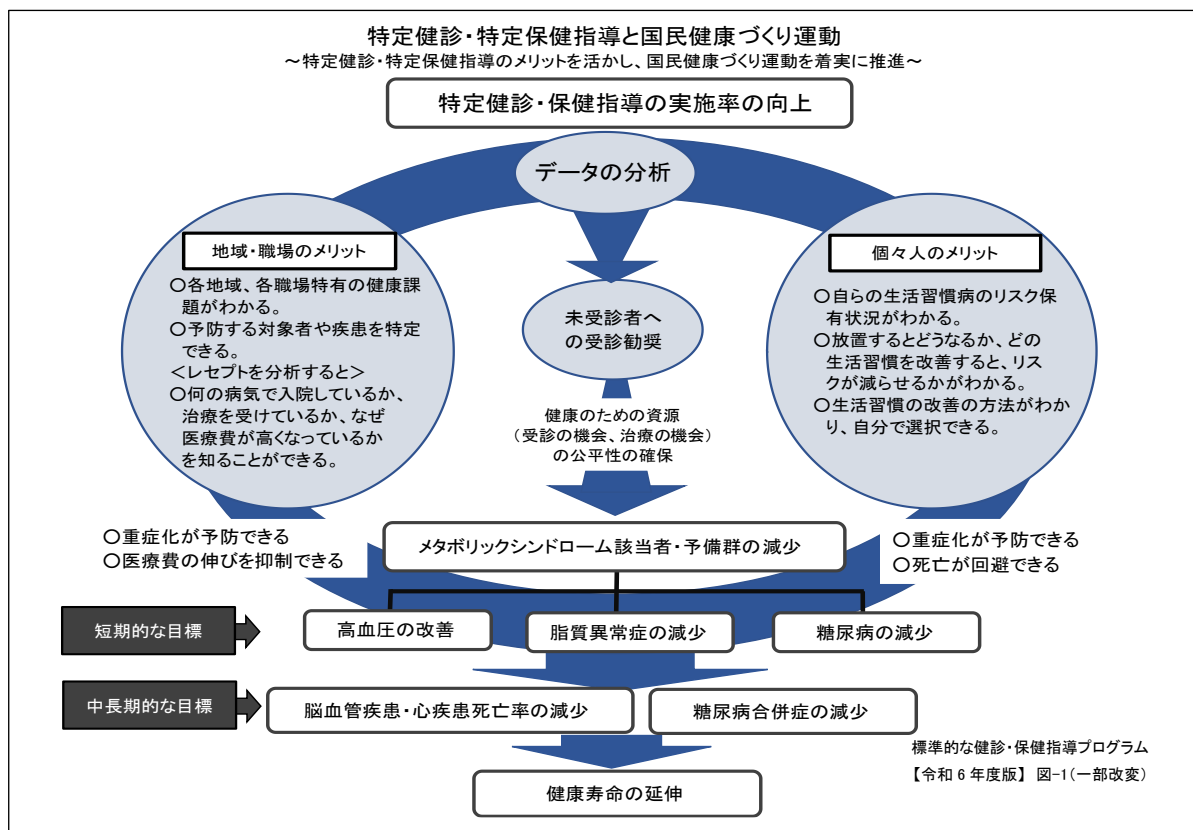 特定健診・特定保健指導と国民健康づくり運動
～特定健診・特定保健指導のメリットを活かし、国民健康づくり運動を着実に推進～
特定健診・保健指導の実施率の向上
データの分析
地域・職場のメリット
○各地域、各職場特有の健康課
題がわかる。
○予防する対象者や疾患を特定
できる。
＜レセプトを分析すると＞
○何の病気で入院しているか、
治療を受けているか、なぜ
医療費が高くなっているか
を知ることができる。
未受診者へ
の受診勧奨
健康のための資源
（受診の機会、治療の機会）
の公平性の確保
個々人のメリット
○自らの生活習慣病のリスク保
有状況がわかる。
○放置するとどうなるか、どの
生活習慣を改善すると、リス
クが減らせるかがわかる。
○生活習慣の改善の方法がわか
り、自分で選択できる。
○重症化が予防できる
○医療費の伸びを抑制できる
メタボリックシンドローム該当者・予備群の減少
○重症化が予防できる
○死亡が回避できる
短期的な目標
高血圧の改善
脂質異常症の減少
糖尿病の減少
中長期的な目標
脳血管疾患・心疾患死亡率の減少
糖尿病合併症の減少
標準的な健診・保健指導プログラム
【令和6年度版】 図-1（一部改変）
健康寿命の延伸